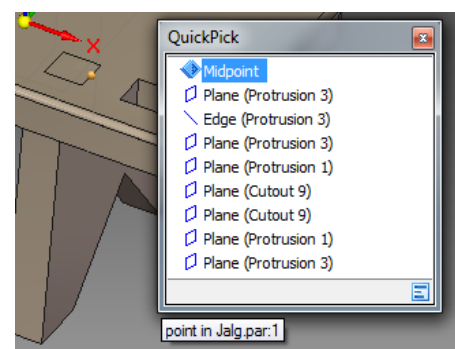 QuickPick
X
Midpoint
Plane (Protrusion 3)
Edge (Protrusion 3)
Plane (Protrusion 3)
Plane (Protrusion 1)
Plane (Cutout 9)
Plane (Cutout 9)
Plane (Protrusion 1)
Plane (Protrusion 3)
point in Jalg.par:1